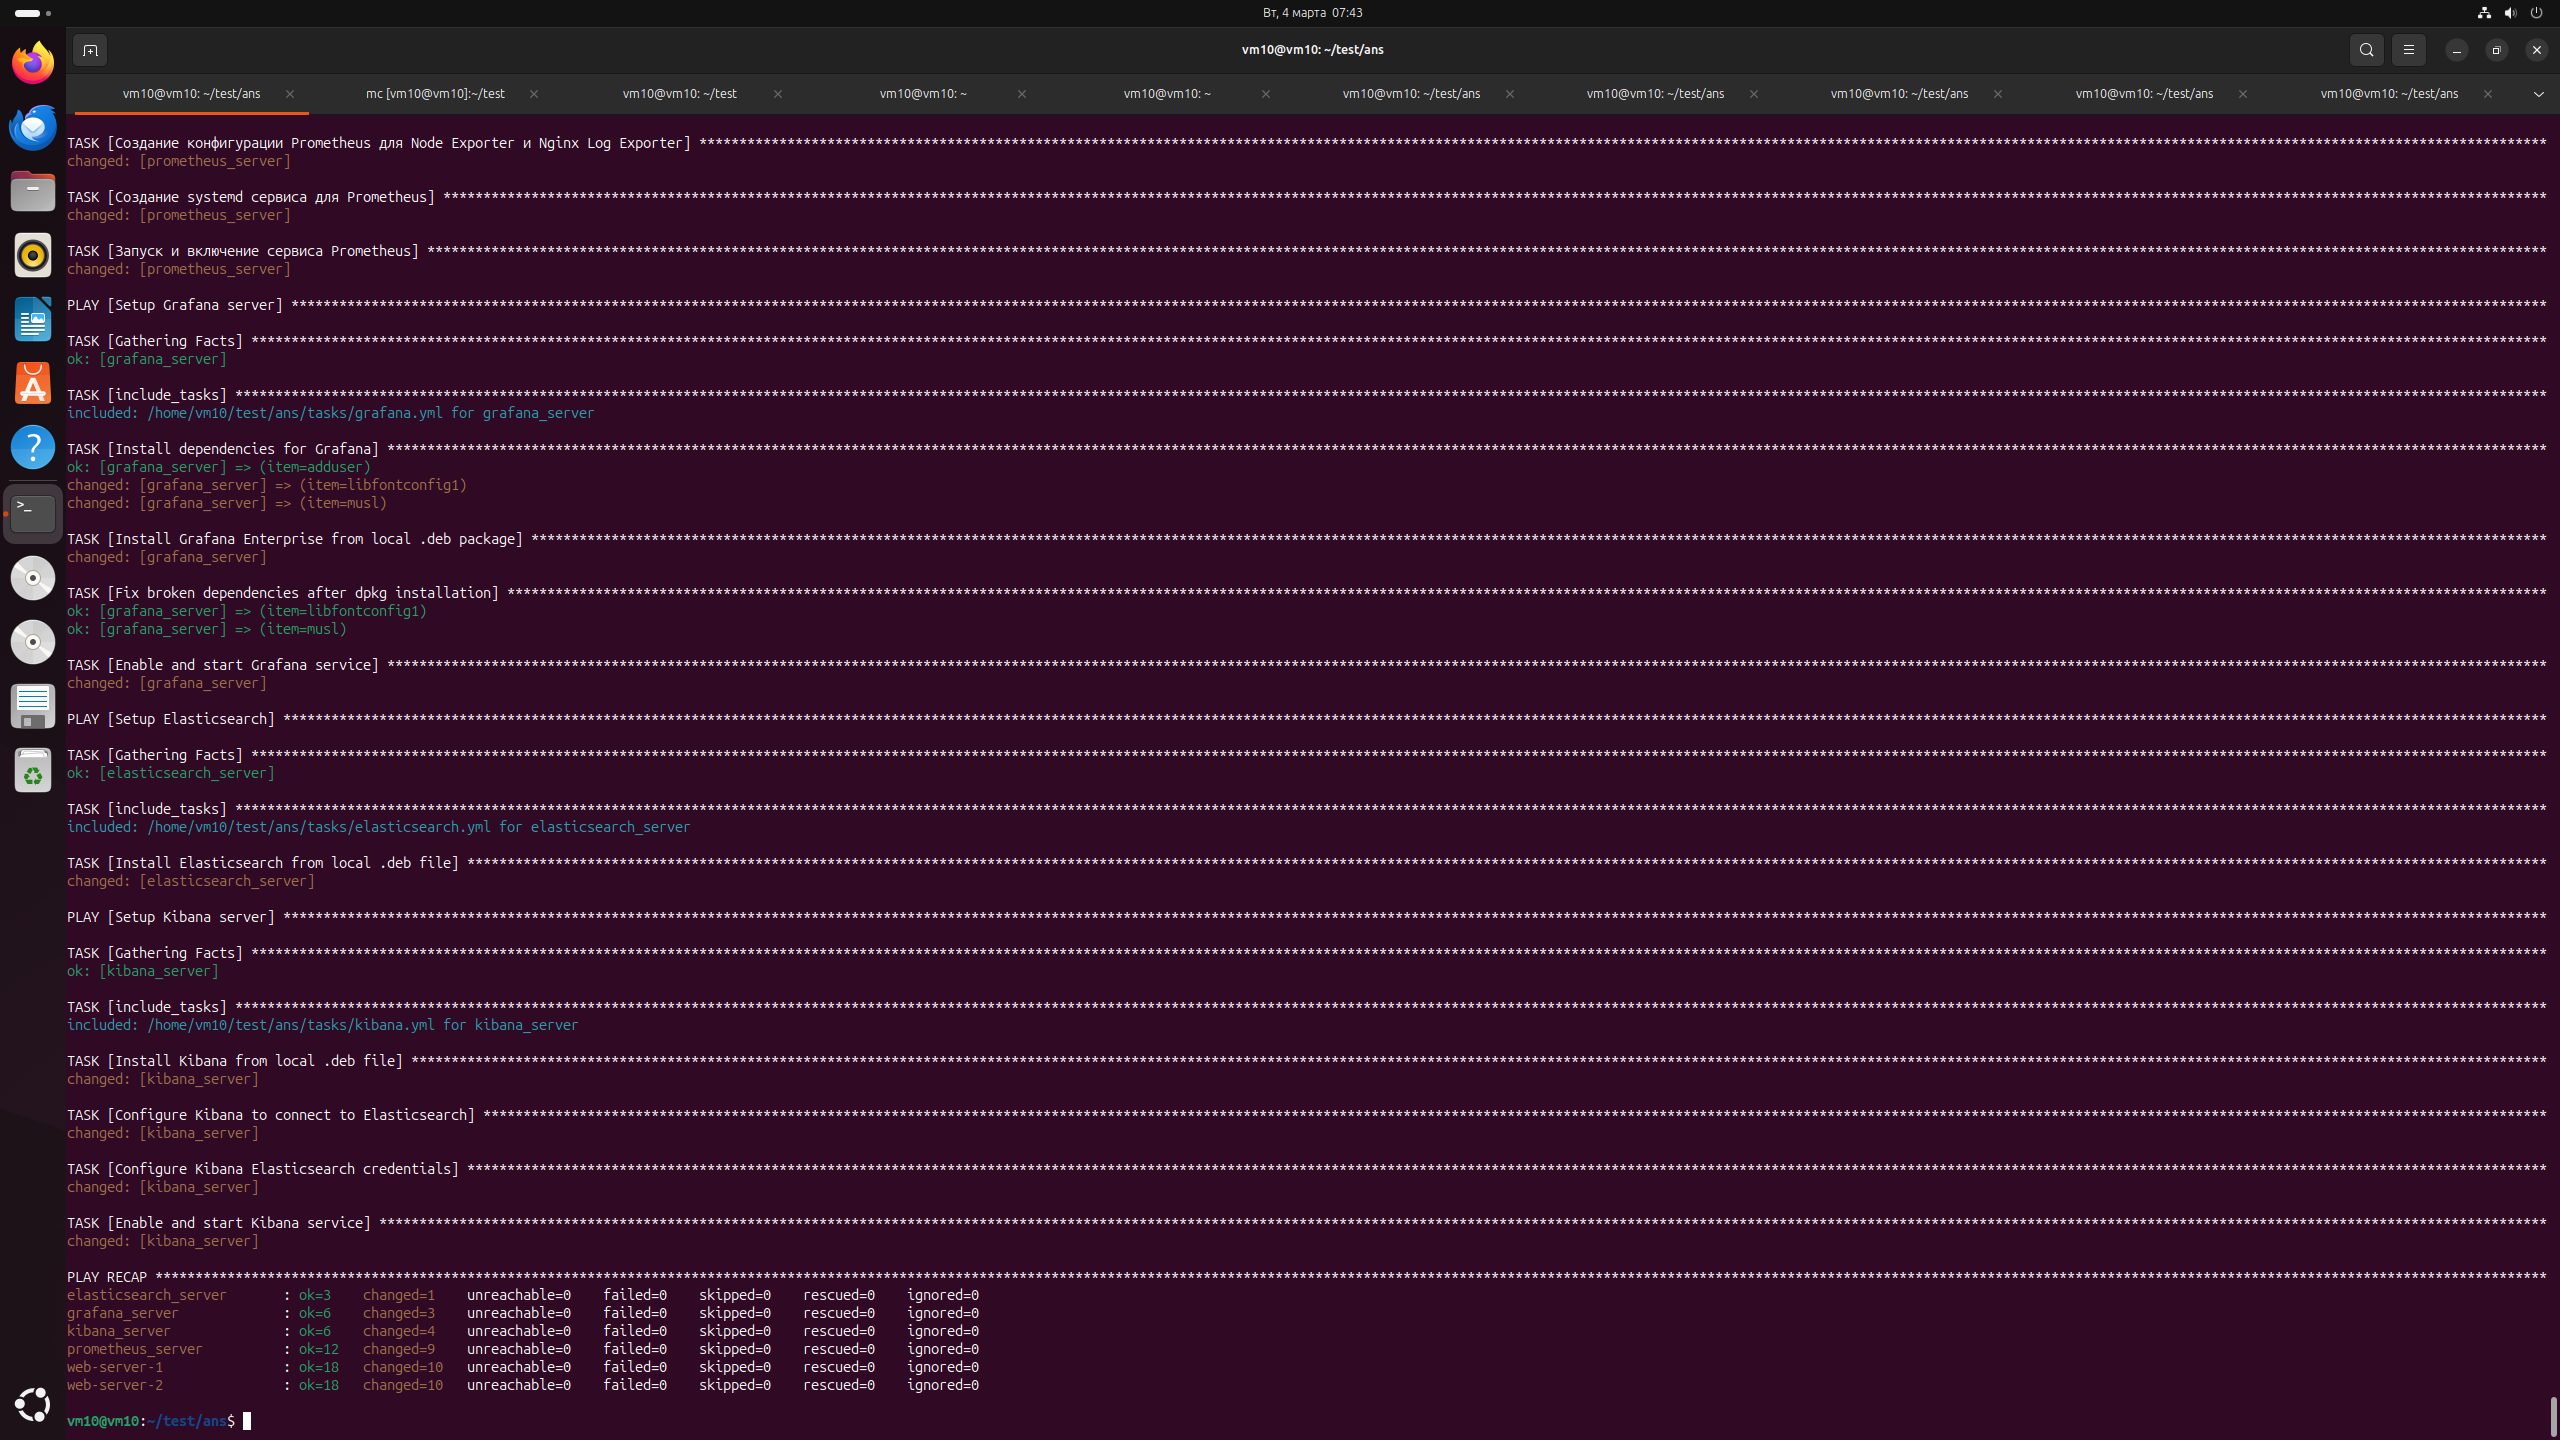 Вт, 4 марта 07:43
vm10@vm10: ~/test/ans
vm10@vm10: ~/test/ans
mc [vm10@vm10]:~/test
vm10@vm10: ~/test
vm10@vm10: ~
vm10@vm10: ~
vm10@vm10: ~/test/ans
vm10@vm10: ~/test/ans
vm10@vm10: ~/test/ans
vm10@vm10: ~/test/ans
vm10@vm10: ~/test/ans
TASK [Создание конфигурации Prometheus для Node Exporter и Nginx Log Exporter] ***
changed: [prometheus_server]
TASK [Создание systemd сервиса для Prometheus] ***
changed: [prometheus_server]
TASK [Запуск и включение сервиса Prometheus] ***
changed: [prometheus_server]
PLAY [Setup Grafana server] ***
TASK [Gathering Facts] ***
ok: [grafana_server]
TASK [include_tasks] ***
included: /home/vm10/test/ans/tasks/grafana.yml for grafana_server
TASK [Install dependencies for Grafana] ***
ok: [grafana_server] => (item=adduser)
changed: [grafana_server] => (item=libfontconfig1)
changed: [grafana_server] => (item=musl)
TASK [Install Grafana Enterprise from local .deb package] ***
changed: [grafana_server]
TASK [Fix broken dependencies after dpkg installation] ***
ok: [grafana_server] => (item=libfontconfig1)
ok: [grafana_server] => (item=musl)
TASK [Enable and start Grafana service] ***
changed: [grafana_server]
PLAY [Setup Elasticsearch] ***
TASK [Gathering Facts] ***
ok: [elasticsearch_server]
TASK [include_tasks] ***
included: /home/vm10/test/ans/tasks/elasticsearch.yml for elasticsearch_server
TASK [Install Elasticsearch from local .deb file] ***
changed: [elasticsearch_server]
PLAY [Setup Kibana server] ***
TASK [Gathering Facts] ***
ok: [kibana_server]
TASK [include_tasks] ***
included: /home/vm10/test/ans/tasks/kibana.yml for kibana_server
TASK [Install Kibana from local .deb file] ***
changed: [kibana_server]
TASK [Configure Kibana to connect to Elasticsearch] ***
changed: [kibana_server]
TASK [Configure Kibana Elasticsearch credentials] ***
changed: [kibana_server]
TASK [Enable and start Kibana service] ***
changed: [kibana_server]
PLAY RECAP ***
elasticsearch_server : ok=3 changed=1 unreachable=0 failed=0 skipped=0 rescued=0 ignored=0
grafana_server : ok=6 changed=3 unreachable=0 failed=0 skipped=0 rescued=0 ignored=0
kibana_server : ok=6 changed=4 unreachable=0 failed=0 skipped=0 rescued=0 ignored=0
prometheus_server : ok=12 changed=9 unreachable=0 failed=0 skipped=0 rescued=0 ignored=0
web-server-1 : ok=18 changed=10 unreachable=0 failed=0 skipped=0 rescued=0 ignored=0
web-server-2 : ok=18 changed=10 unreachable=0 failed=0 skipped=0 rescued=0 ignored=0
vm10@vm10:~/test/ans$